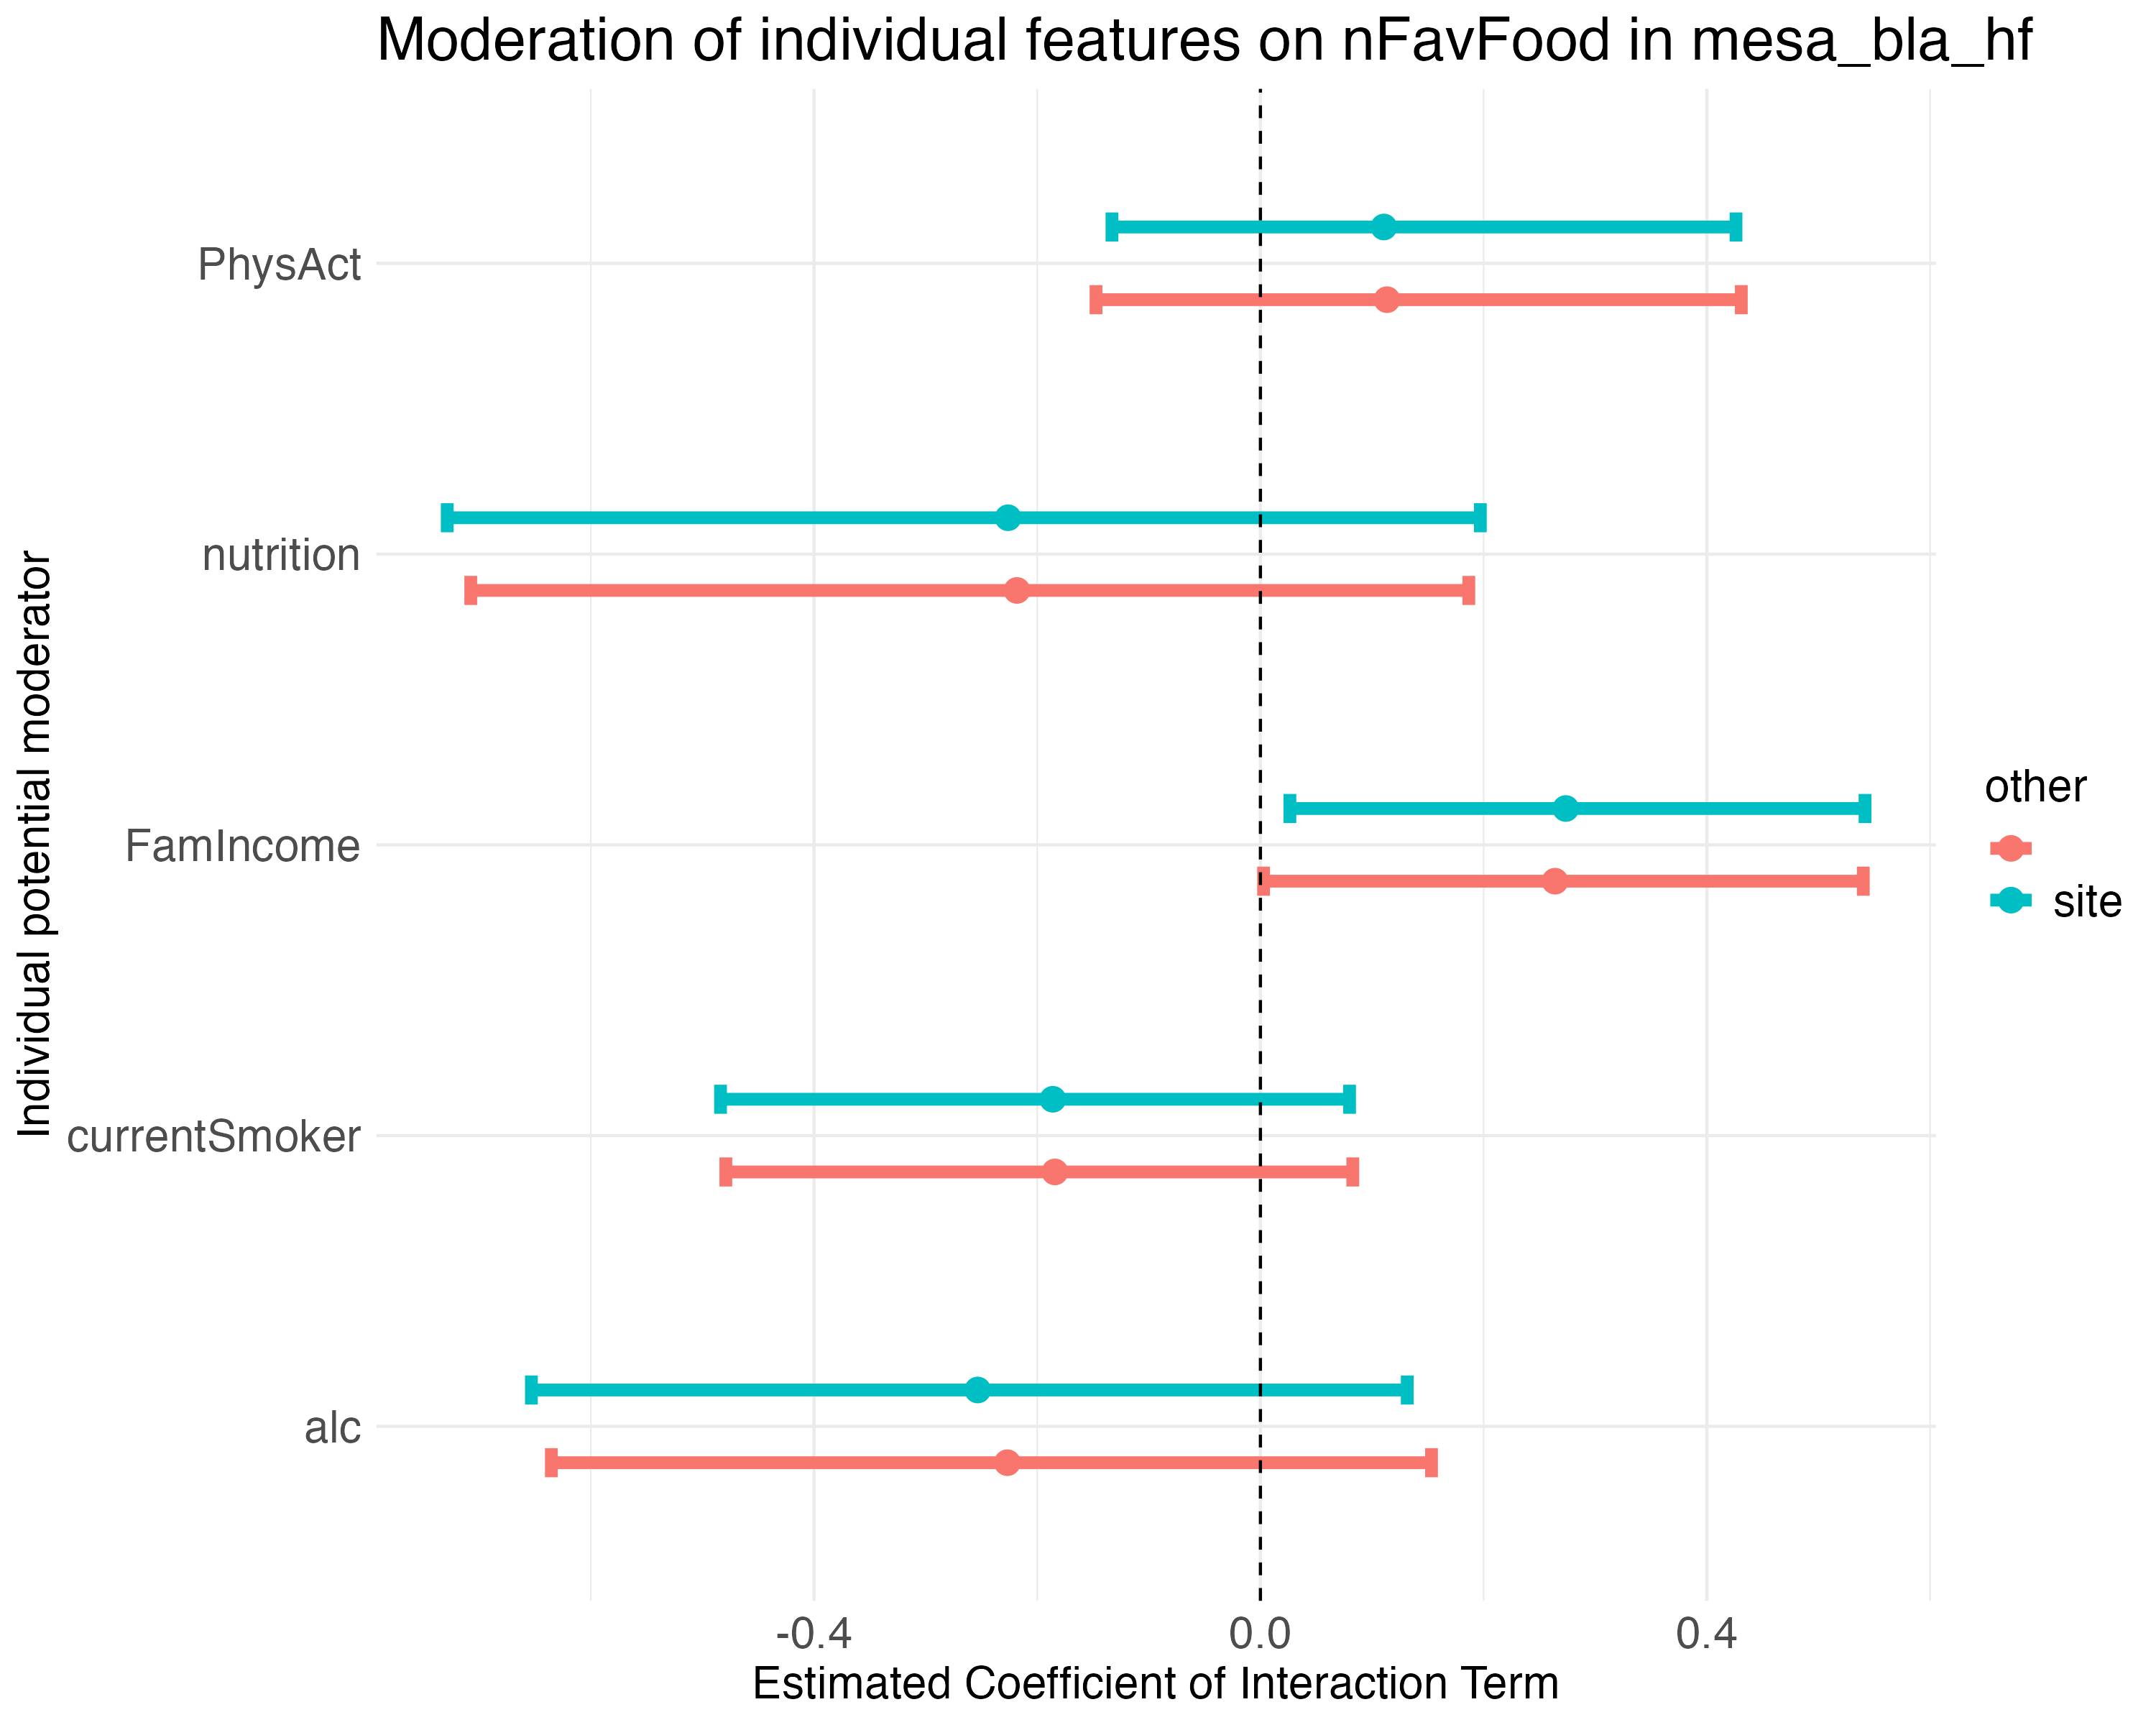 Moderation of individual features on nFavFood in mesa_bla_hf
Individual potential moderator
PhysAct
nutrition
FamIncome
currentSmoker
alc
-0.4
0.0
0.4
Estimated Coefficient of Interaction Term
other
site